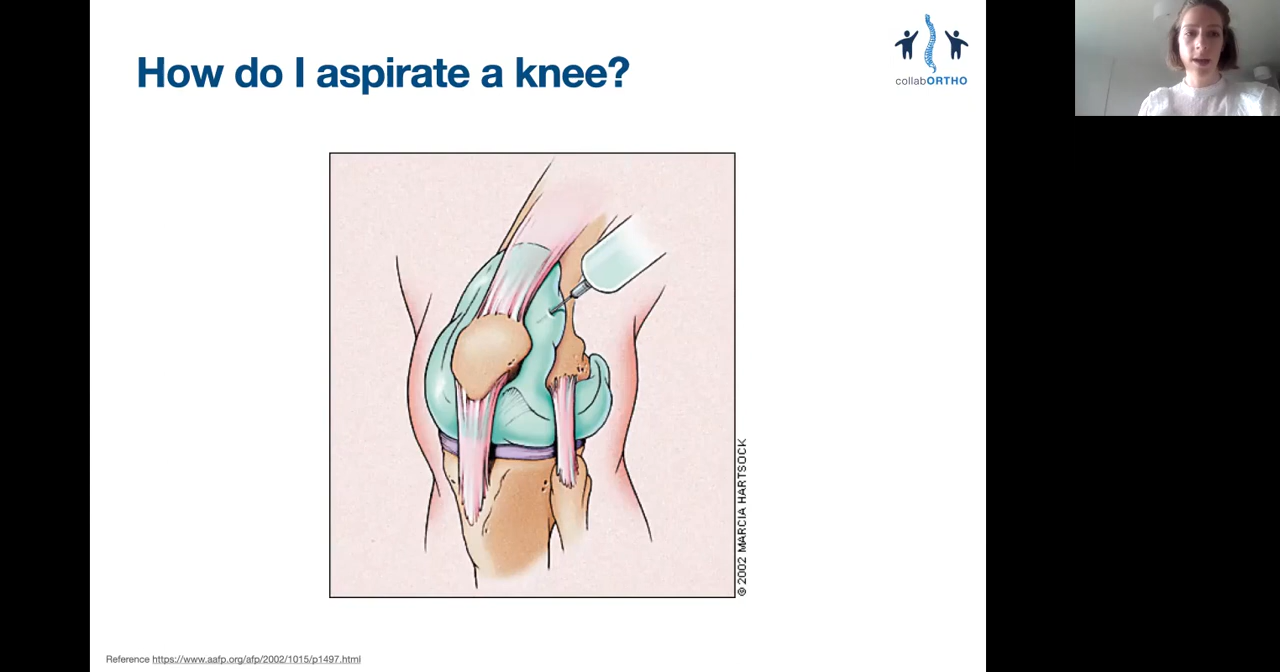 How do I aspirate a knee?
collabORTHO
© 2002 MARCIA HARTSOCK
Reference https://www.aafp.org/afp/2002/1015/p1497.html